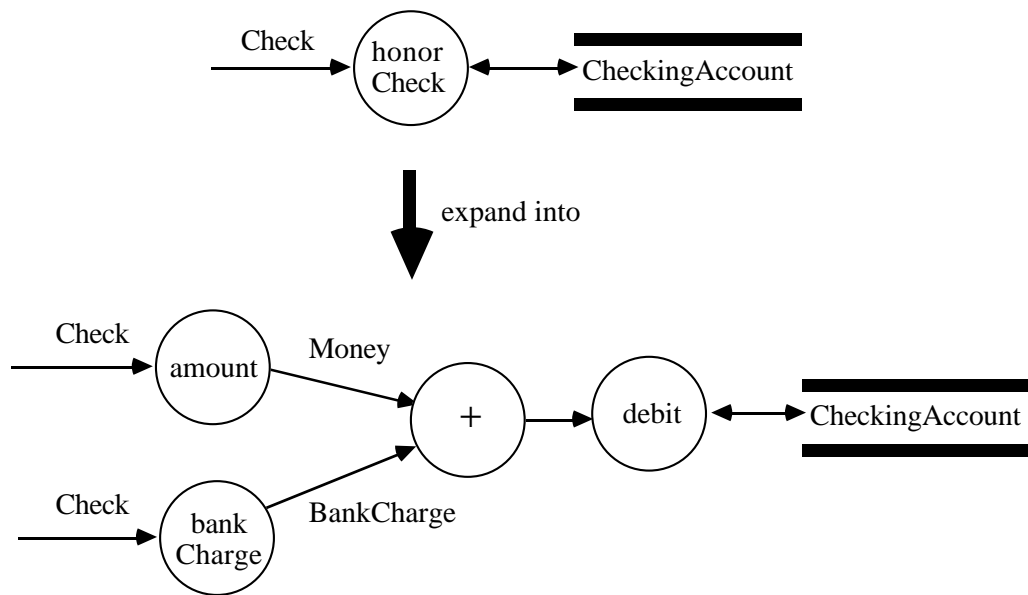 Check
honor
Check
CheckingAccount
expand into
Check
amount
Money
+
debit
CheckingAccount
Check
bank
Charge
BankCharge